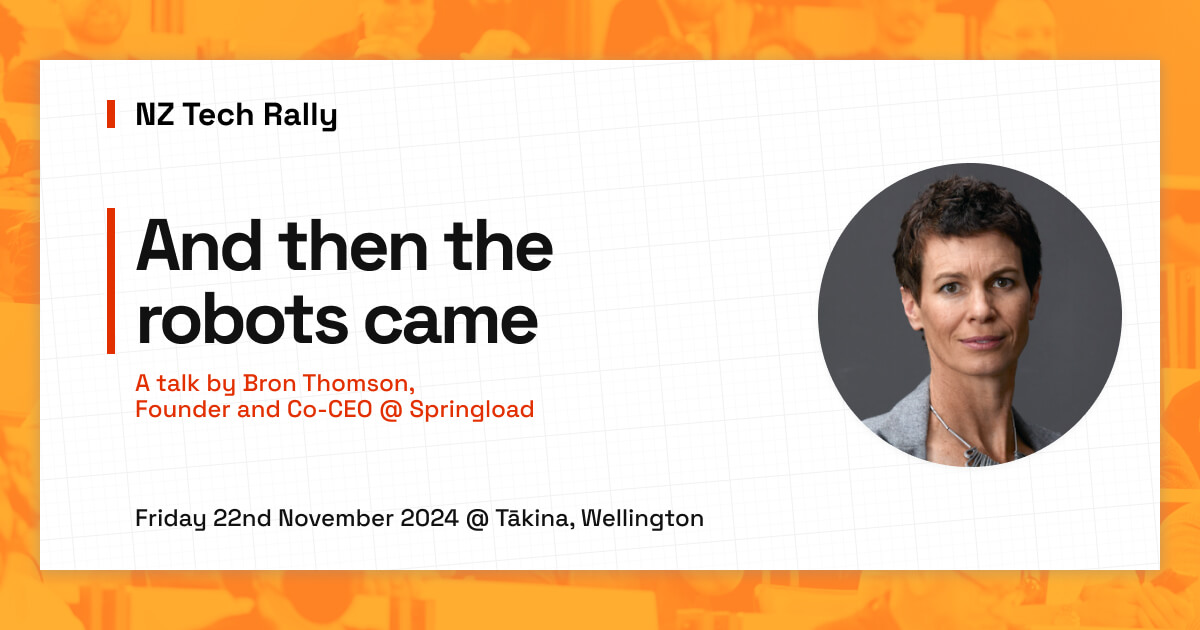 NZ Tech Rally
And then the
robots came
A talk by Bron Thomson,
Founder and Co-CEO @ Springload
Friday 22nd November 2024 @ Tākina, Wellington